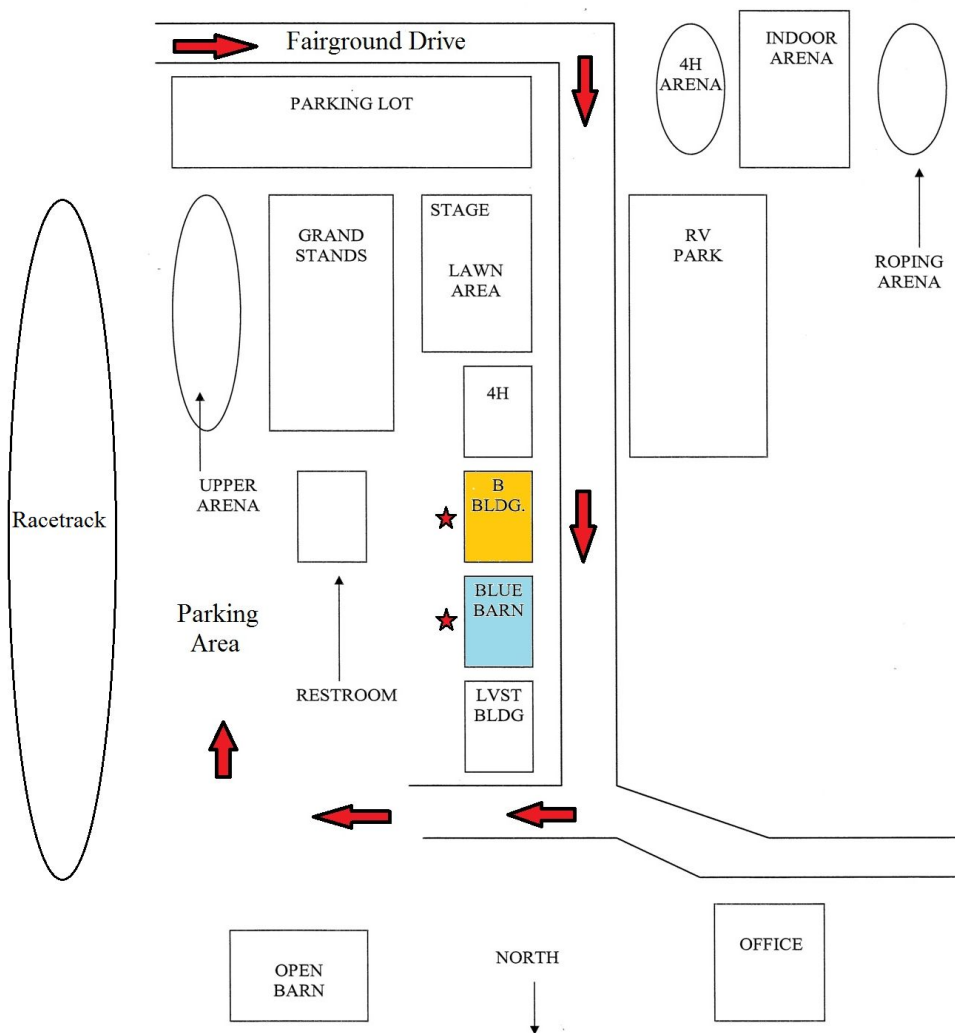 Fairground Drive
PARKING LOT
4H
ARENA
INDOOR
ARENA
ROPING
ARENA
GRAND
STANDS
STAGE
LAWN
AREA
RV
PARK
4H
UPPER
ARENA
B
BLDG.
Racetrack
BLUE
BARN
Parking
Area
RESTROOM
LVST
BLDG
OPEN
BARN
NORTH
OFFICE